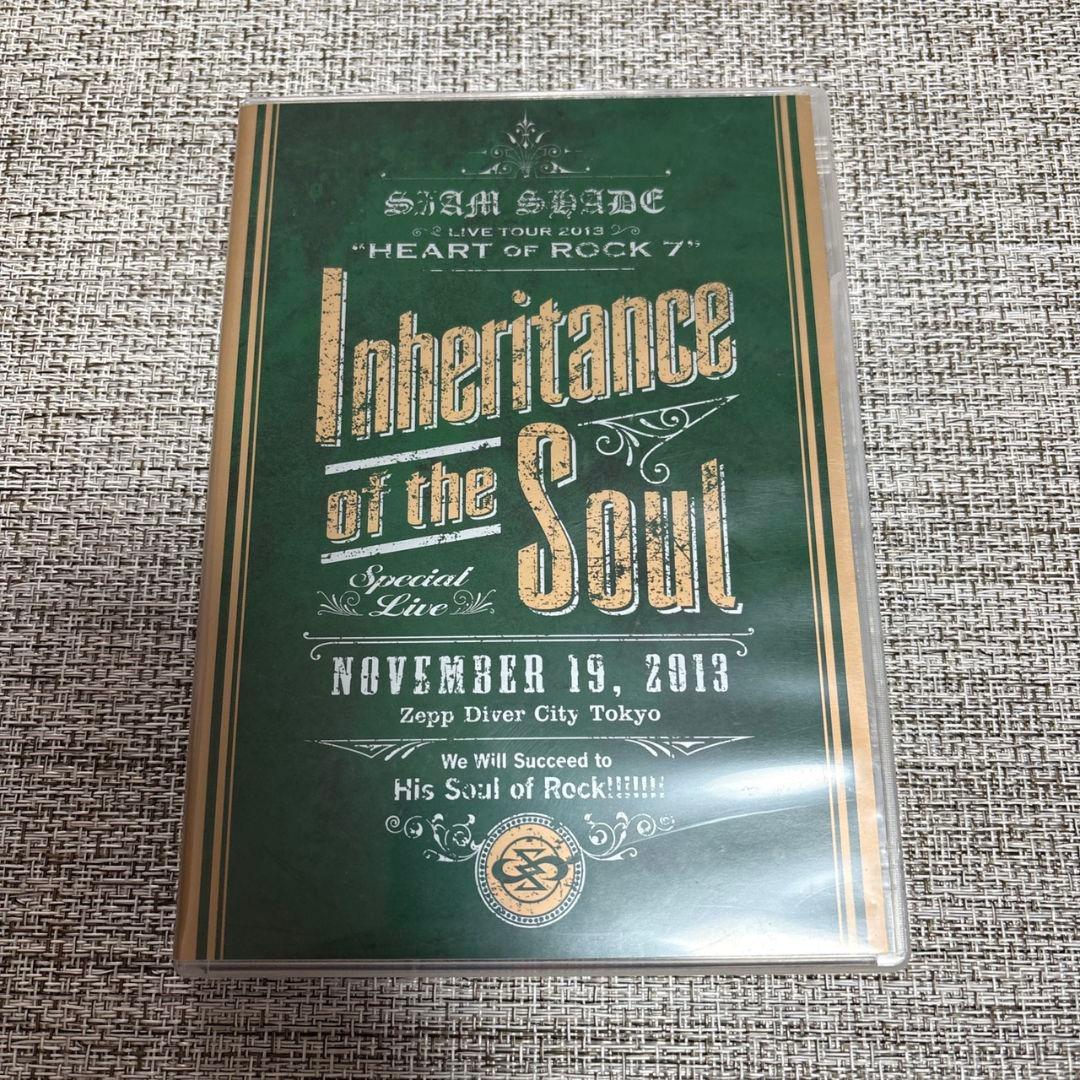 SIAM SHADE
LIVE TOUR 2013
"HEART OF ROCK 7"
Inheritance
of the Soul
Special
Live
NOVEMBER 19, 2013
Zepp Diver City Tokyo
We Will Succeed to
His Soul of Rock!!!!!!!